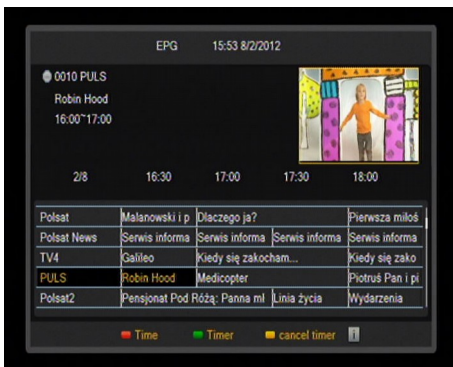 EPG 15:53 8/2/2012
0010 PULS
Robin Hood
16:00~17:00
2/8 16:30 17:00 17:30 18:00
Polsat Malanowski i p Dlaczego ja? Pierwsza miłoś
Polsat News Serwis informa Serwis informa Serwis informa Serwis informa
TV4 Galileo Kiedy się zakocham... Kiedy się zako
PULS Robin Hood Medicopter Piotruś Pan i pi
Polsat2 Pensjonat Pod Różą: Panna mł Linia życia Wydarzenia
Time Timer cancel timer i